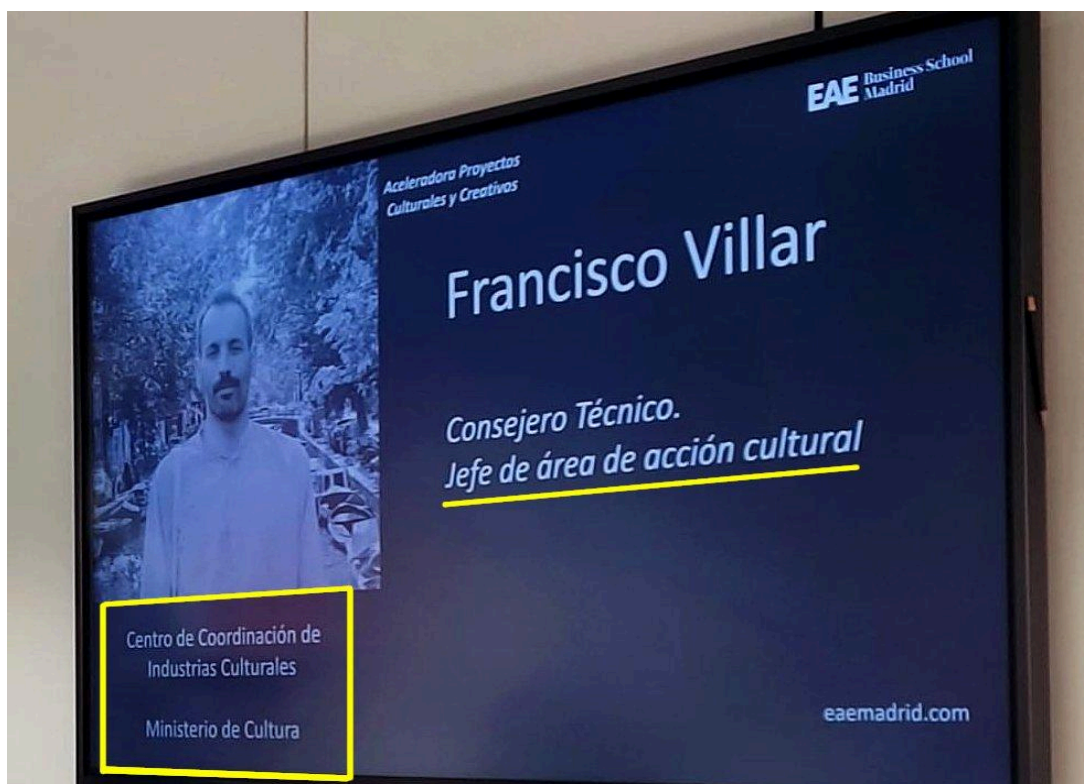 EAE Business School
Madrid
Aceleradora Proyectos
Culturales y Creativos
Francisco Villar
Consejero Técnico.
Jefe de área de acción cultural
Centro de Coordinación de
Industrias Culturales
Ministerio de Cultura
eaemadrid.com